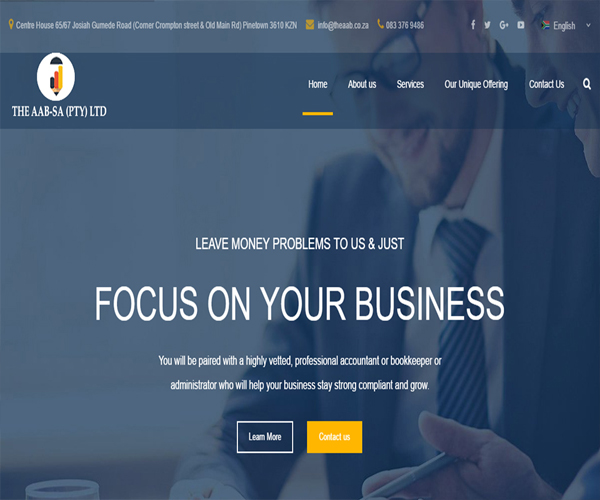 Centre House 65/67 Josiah Gumede Road (Corner Crompton street & Old Main Rd) Pinetown 3610 KZN info@theaab.co.za 083 376 9486 English
THE AAB-SA (PTY) LTD
Home About us Services Our Unique Offering Contact Us
LEAVE MONEY PROBLEMS TO US & JUST
FOCUS ON YOUR BUSINESS
You will be paired with a highly vetted, professional accountant or bookkeeper or
administrator who will help your business stay strong compliant and grow.
Learn More Contact us